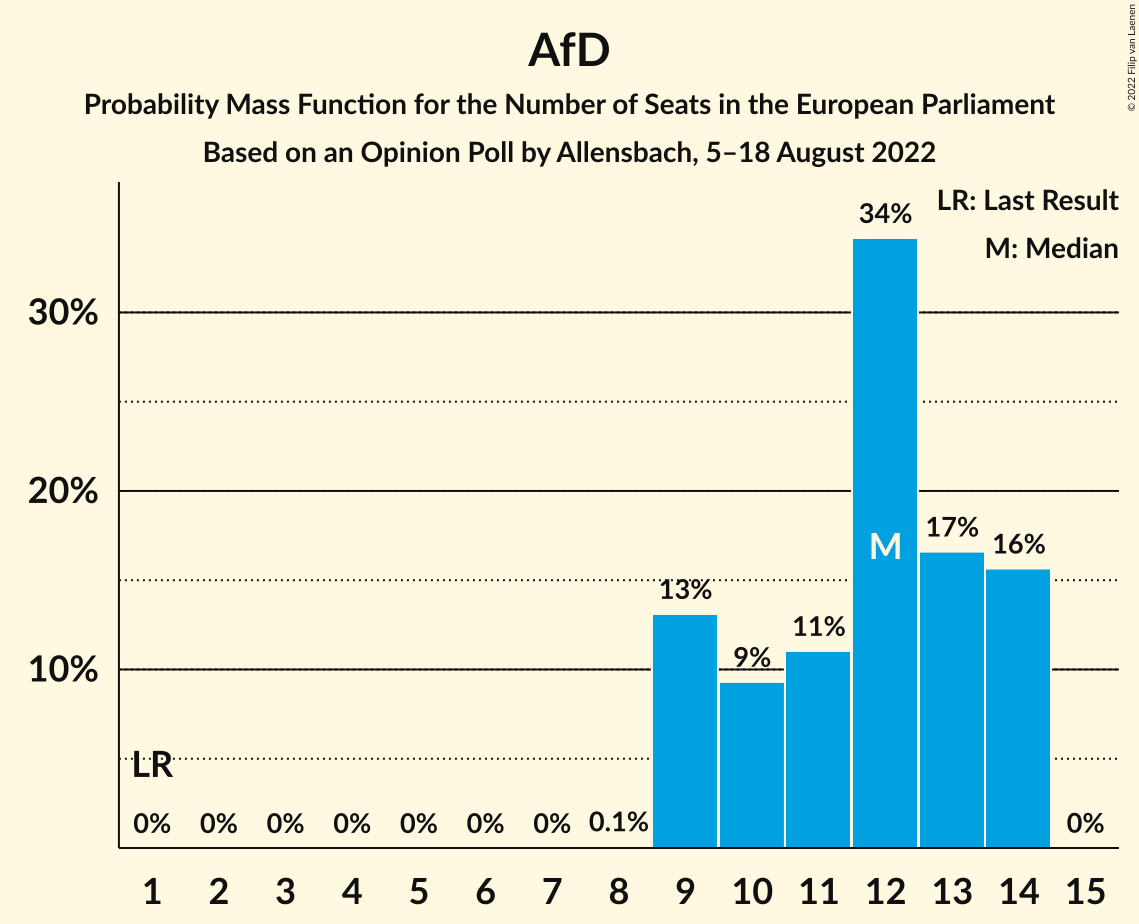 AfD
Probability Mass Function for the Number of Seats in the European Parliament
Based on an Opinion Poll by Allensbach, 5–18 August 2022
© 2022 Filip van Laenen
LR: Last Result
M: Median
30%
20%
10%
LR
0%
0%
0%
0%
0%
0%
0%
0.1%
13%
9%
11%
34%
M
17%
16%
0%
1 2 3 4 5 6 7 8 9 10 11 12 13 14 15